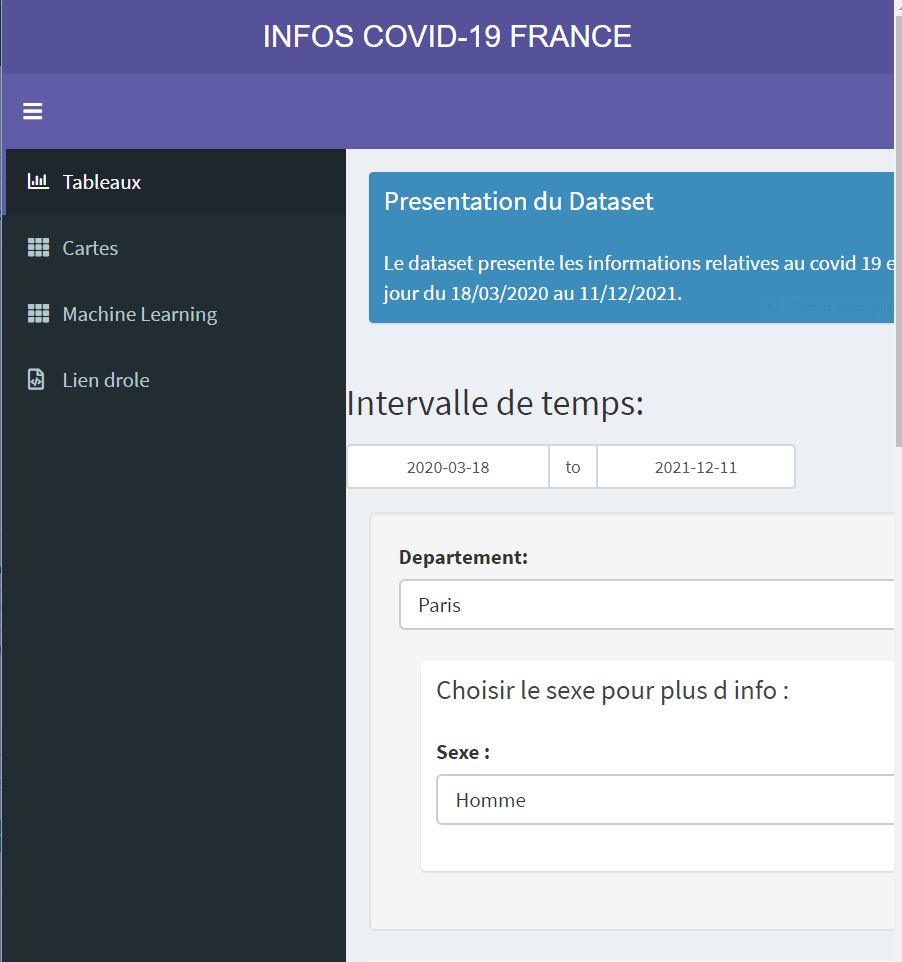 INFOS COVID-19 FRANCE
Tableaux
Cartes
Machine Learning
Lien drole
Presentation du Dataset
Le dataset presente les informations relatives au covid 19
jour du 18/03/2020 au 11/12/2021.
Intervalle de temps:
2020-03-18 to 2021-12-11
Departement:
Paris
Choisir le sexe pour plus d info :
Sexe :
Homme